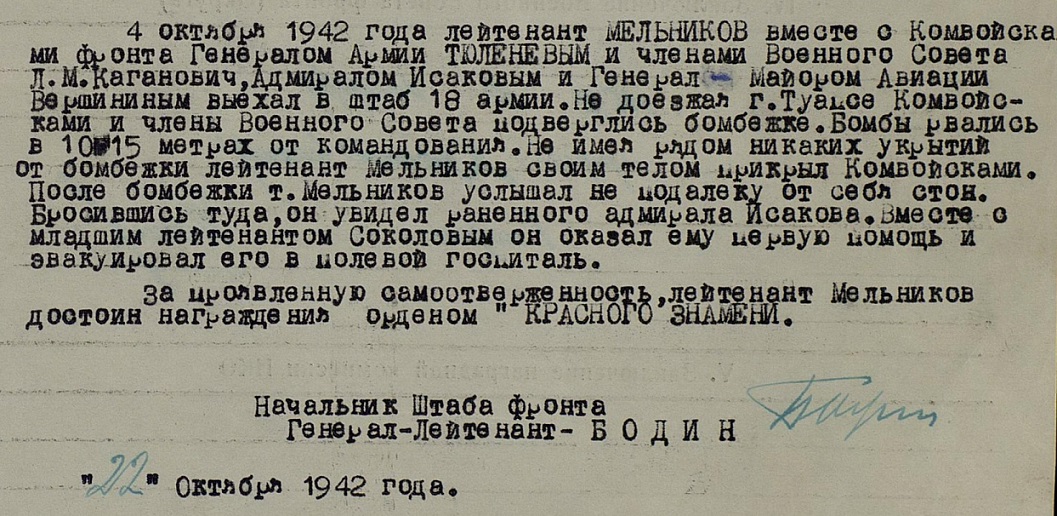 4 октября 1942 года лейтенант МЕЛЬНИКОВ вместе с Комвойска
ми фронта Генералом Армии ТЮЛЕНЕВЫМ и членами Военного Совета
Л.М.Каганович,Адмиралом Исаковым и Генерал - Майором Авиации
Вершининым выехал в штаб 18 армии.Не доезжая г.Туапсе Комвойс-
ками и члены Военного Совета подверглись бомбежке.Бомбы рвались
в 10-15 метрах от командования.Не имея рядом никаких укрытий
от бомбежки лейтенант Мельников своим телом прикрыл Комвойсками.
После бомбежки т.Мельников услышал не подалеку от себя стон.
Бросившись туда,он увидел раненного адмирала Исакова.Вместе с
младшим лейтенантом Соколовым он оказал ему первую помощь и
эвакуировал его в полевой госпиталь.
За проявленную самоотверженность,лейтенант Мельников
достоин награждения орденом " КРАСНОГО ЗНАМЕНИ.
Начальник Штаба фронта
Генерал-Лейтенант- Б О Д И Н
"22" Октября 1942 года.